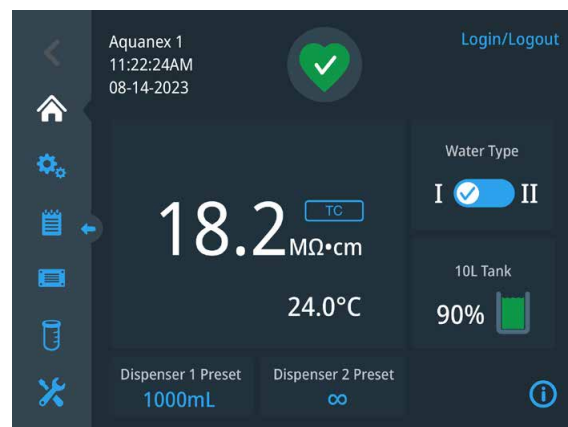 Aquanex 1
11:22:24AM
08-14-2023
Login/Logout
Water Type
I II
18.2
TC
MΩ•cm
24.0°C
10L Tank
90%
Dispenser 1 Preset
1000mL
Dispenser 2 Preset
∞
i